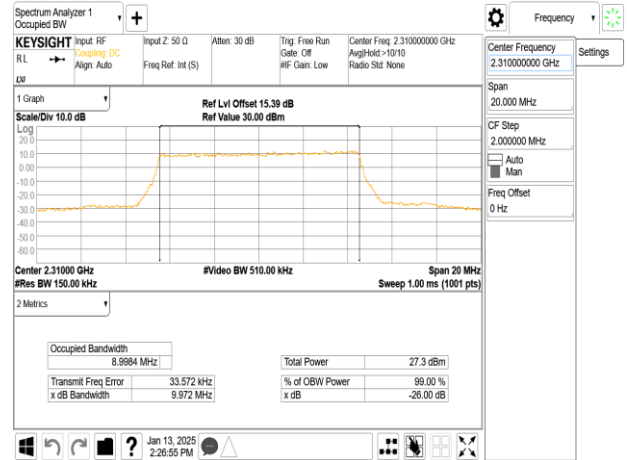 Spectrum Analyzer 1
Occupied BW
Frequency
KEYSIGHT Input: RF Input Z: 50 Ω Atten: 30 dB Trig: Free Run Center Freq: 2.310000000 GHz
RL Coupling: DC Gate: Off Avg|Hold:>10/10
Align: Auto Freq Ref: Int (S) #IF Gain: Low Radio Std: None
LXI
Center Frequency
2.310000000 GHz
Settings
Span
20.000 MHz
CF Step
2.000000 MHz
Auto
Man
Freq Offset
0 Hz
1 Graph
Ref Lvl Offset 15.39 dB
Scale/Div 10.0 dB Ref Value 30.00 dBm
Log
20.0
10.0
0.00
-10.0
-20.0
-30.0
-40.0
-50.0
-60.0
Center 2.31000 GHz #Video BW 510.00 kHz Span 20 MHz
#Res BW 150.00 kHz Sweep 1.00 ms (1001 pts)
2 Metrics
Occupied Bandwidth
8.9984 MHz
Total Power 27.3 dBm
Transmit Freq Error 33.572 kHz % of OBW Power 99.00 %
x dB Bandwidth 9.972 MHz x dB -26.00 dB
? Jan 13, 2025
2:26:55 PM